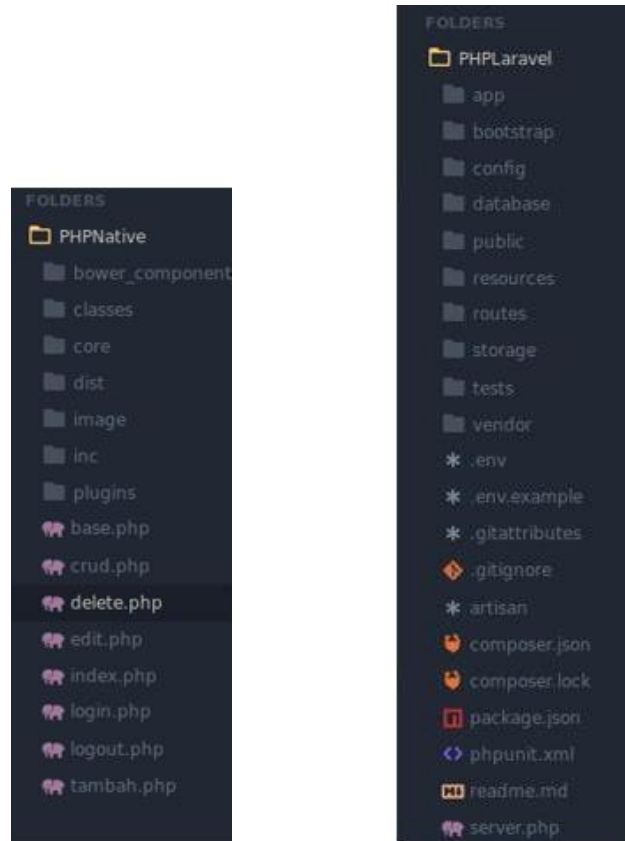 FOLDERS
PHPNative
bower_component
classes
core
dist
image
inc
plugins
base.php
crud.php
delete.php
edit.php
index.php
login.php
logout.php
tambah.php
FOLDERS
PHPLaravel
app
bootstrap
config
database
public
resources
routes
storage
tests
vendor
.env
.env.example
.gitattributes
.gitignore
artisan
composer.json
composer.lock
package.json
phpunit.xml
readme.md
server.php